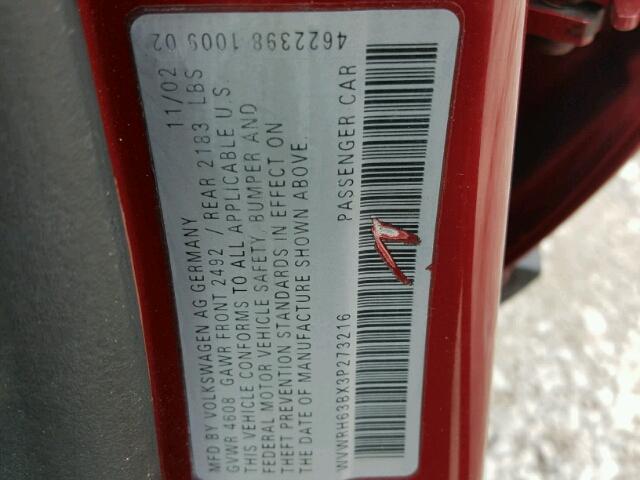 4622398 1009 02
MFD BY VOLKSWAGEN AG GERMANY 11/02
GVWR 4608 GAWR FRONT 2492 / REAR 2183 LBS
THIS VEHICLE CONFORMS TO ALL APPLICABLE U.S.
FEDERAL MOTOR VEHICLE SAFETY, BUMPER AND
THEFT PREVENTION STANDARDS IN EFFECT ON
DATE OF MANUFACTURE SHOWN ABOVE.
WVWRH63BX3P273216 PASSENGER CAR